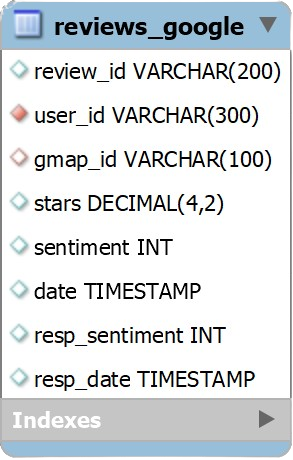 reviews_google
review_id VARCHAR(200)
user_id VARCHAR(300)
gmap_id VARCHAR(100)
stars DECIMAL(4,2)
sentiment INT
date TIMESTAMP
resp_sentiment INT
resp_date TIMESTAMP
Indexes